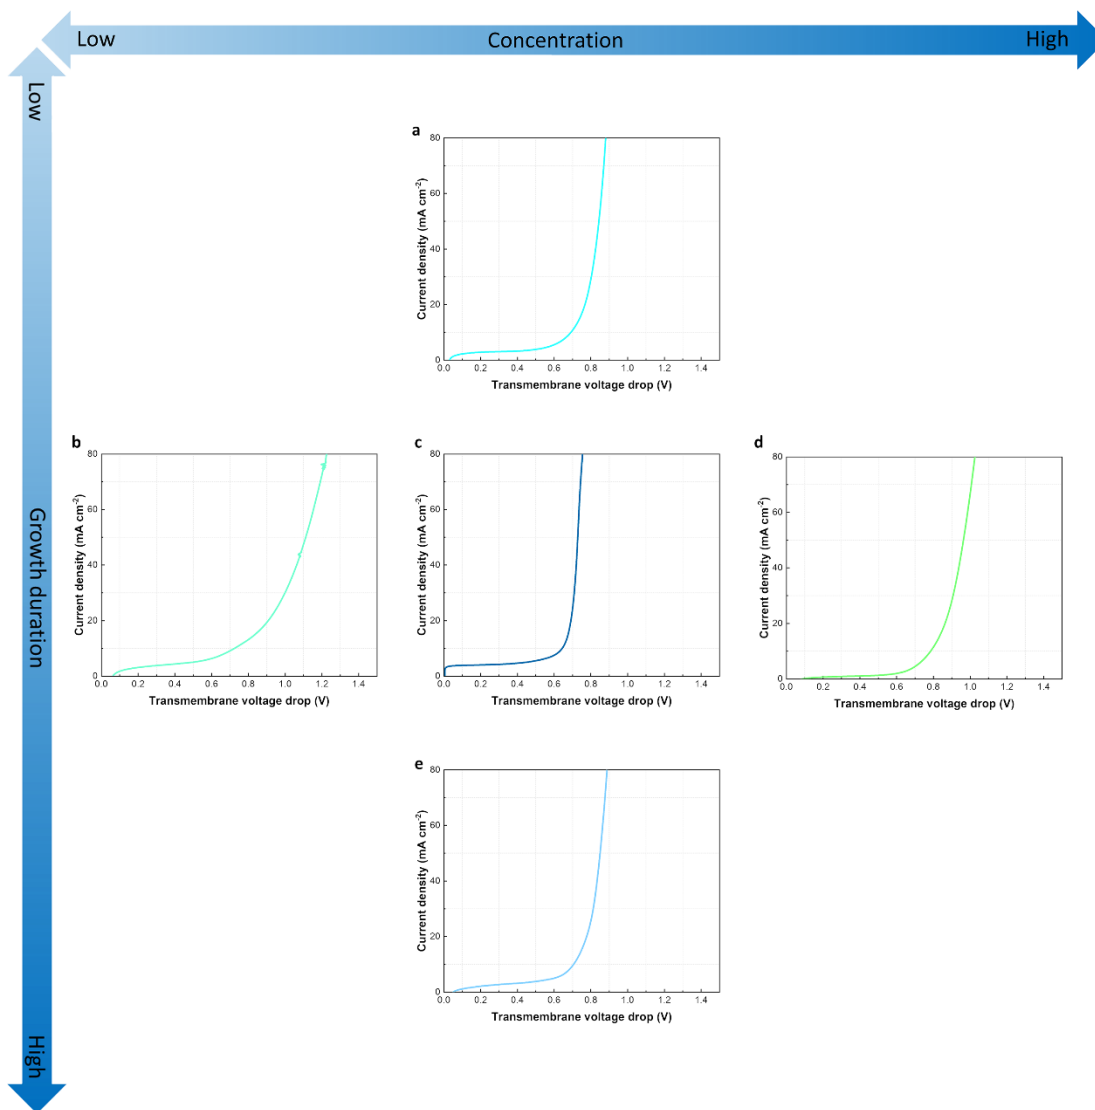 Low
Concentration
High
Low
Growth duration
High
a
80
60
40
20
0
Current density (mA cm-2)
0.0 0.2 0.4 0.6 0.8 1.0 1.2 1.4
Transmembrane voltage drop (V)
b
80
60
40
20
0
Current density (mA cm-2)
0.0 0.2 0.4 0.6 0.8 1.0 1.2 1.4
Transmembrane voltage drop (V)
c
80
60
40
20
0
Current density (mA cm-2)
0.0 0.2 0.4 0.6 0.8 1.0 1.2 1.4
Transmembrane voltage drop (V)
d
80
60
40
20
0
Current density (mA cm-2)
0.0 0.2 0.4 0.6 0.8 1.0 1.2 1.4
Transmembrane voltage drop (V)
e
80
60
40
20
0
Current density (mA cm-2)
0.0 0.2 0.4 0.6 0.8 1.0 1.2 1.4
Transmembrane voltage drop (V)